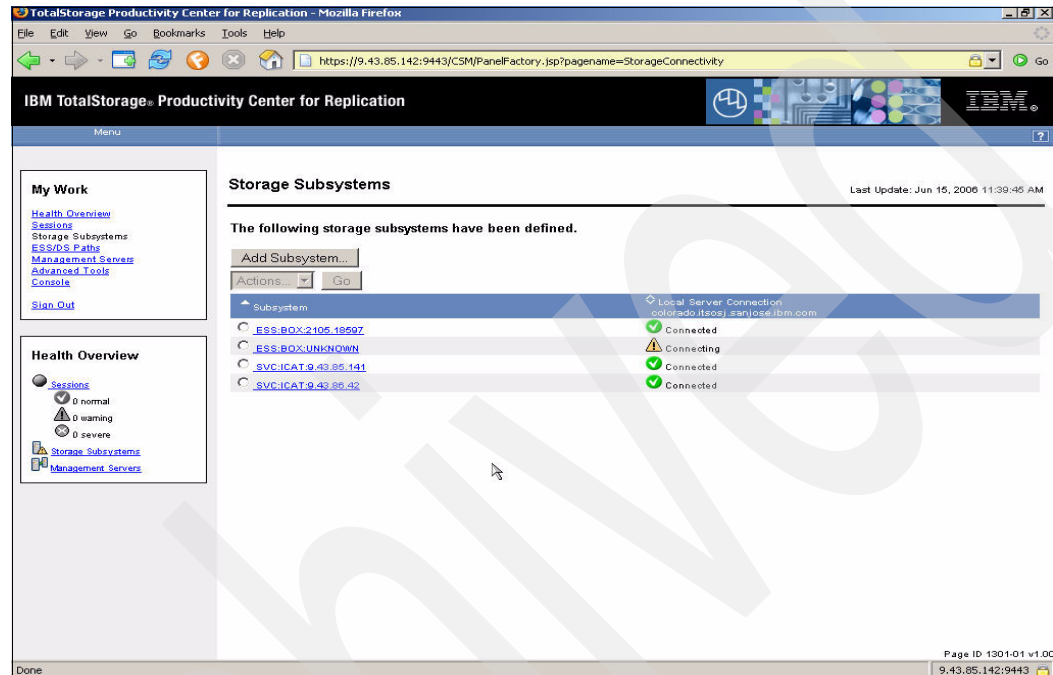 TotalStorage Productivity Center for Replication - Mozilla Firefox
File Edit View Go Bookmarks Tools Help
https://9.43.85.142:9443/CSM/PanelFactory.jsp?pagename=StorageConnectivity
Go
IBM TotalStorage® Productivity Center for Replication
IBM®
Menu
?
My Work
Health Overview
Sessions
Storage Subsystems
ESS/DS Paths
Management Servers
Advanced Tools
Console
Sign Out
Health Overview
Sessions
0 normal
0 warning
0 severe
Storage Subsystems
Management Servers
Storage Subsystems
Last Update: Jun 15, 2006 11:39:45 AM
The following storage subsystems have been defined.
Add Subsystem...
Actions... Go
Subsystem Local Server Connection
colorado.itsosj.sanjose.ibm.com
ESS:BOX:2105.18597 Connected
ESS:BOX:UNKNOWN Connecting
SVC:ICAT:9.43.85.141 Connected
SVC:ICAT:9.43.86.42 Connected
Page ID 1301-01 v1.00
Done
9.43.85.142:9443